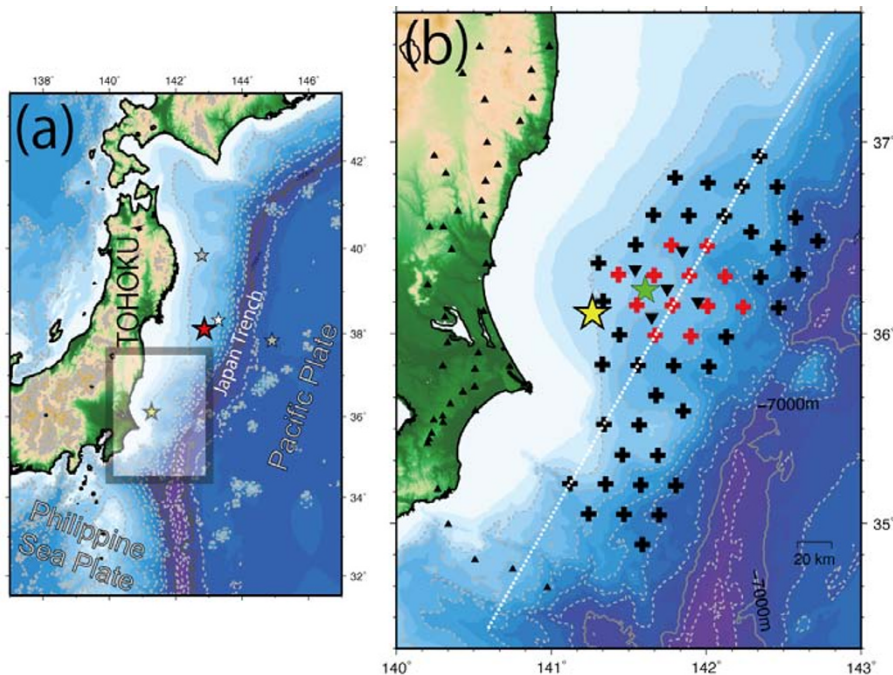 (a)
138˚ 140˚ 142˚ 144˚ 146˚
42˚
40˚
38˚
36˚
34˚
32˚
TOHOKU
Japan Trench
Pacific Plate
Philippine
Sea Plate
(b)
37˚
36˚
35˚
-7000m
-7000m
20 km
140˚ 141˚ 142˚ 143˚